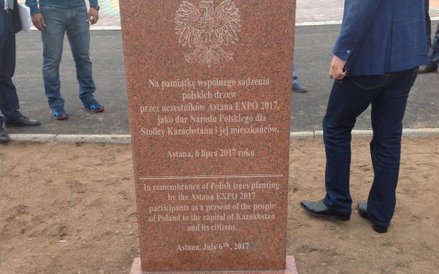 Na pamiątkę wspólnego sadzenia
polskich drzew
przez uczestników Astana EXPO 2017,
jako dar Narodu Polskiego dla
Stolicy Kazachstanu i jej mieszkańców.
Astana, 6 lipca 2017 roku
In remembrance of Polish trees planting
by the Astana EXPO 2017
participants as a present of the people
of Poland to the capital of Kazakhstan
and its citizens.
Astana, July 6th, 2017